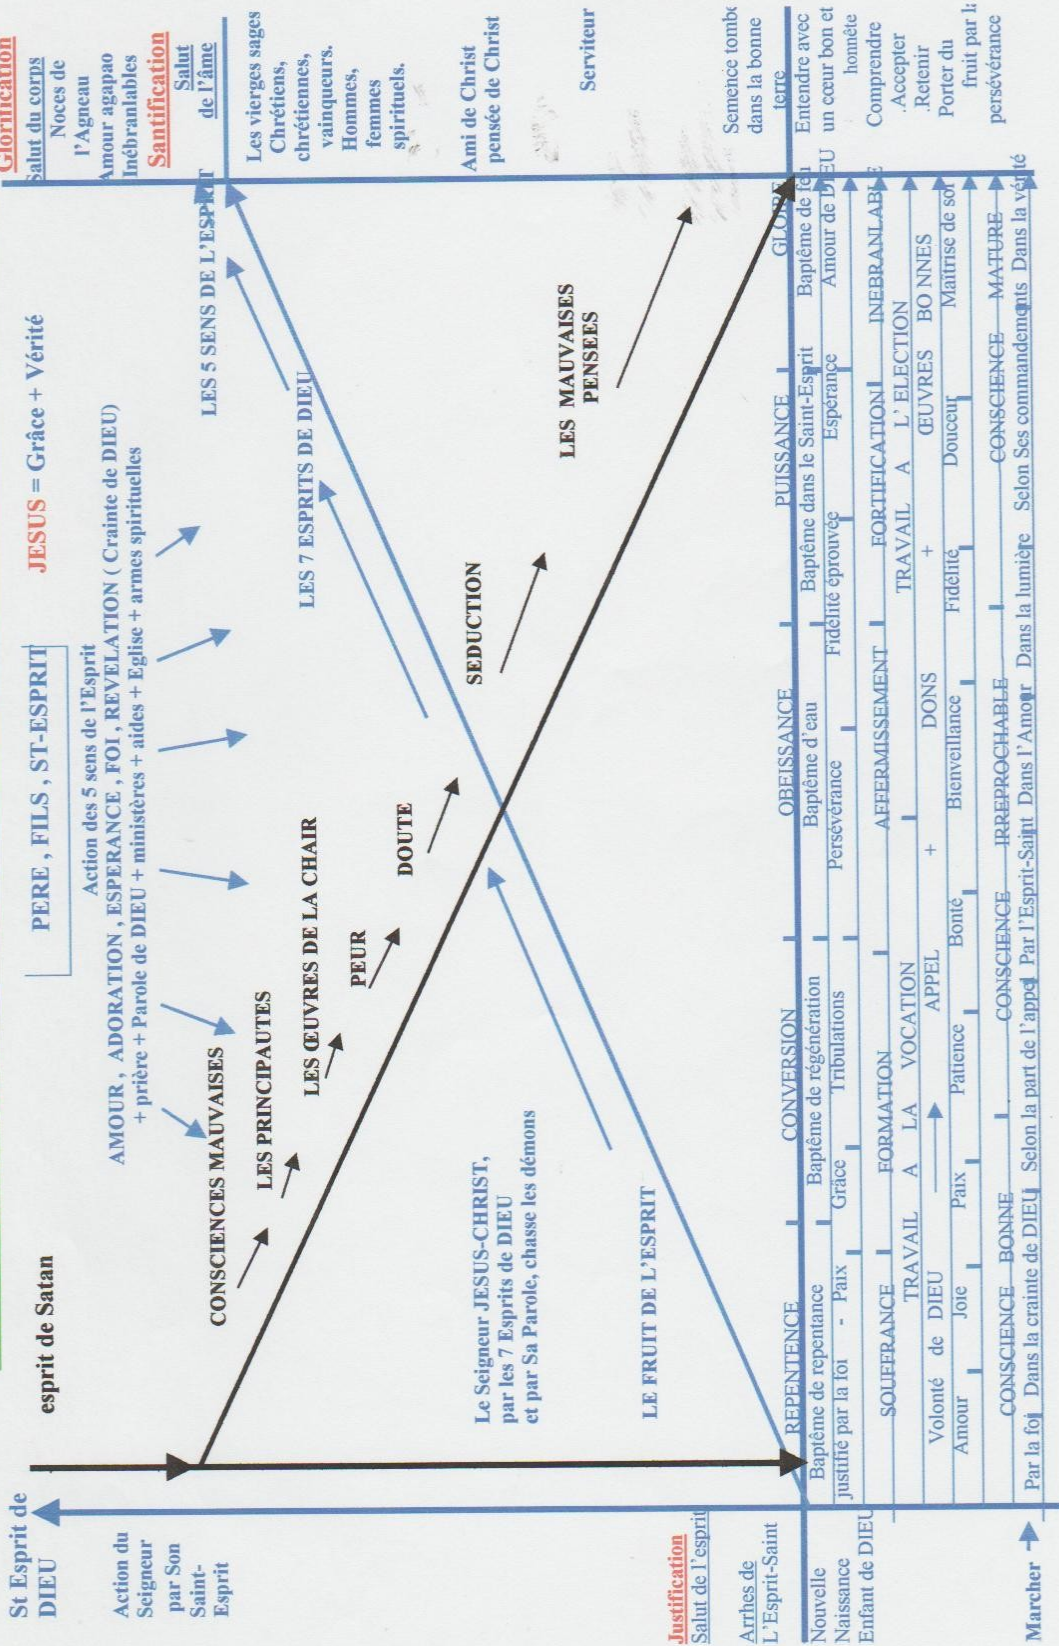 esprit de Satan
PERE , FILS , ST-ESPRIT
JESUS = Grâce + Vérité
St Esprit de
DIEU
Action du
Seigneur
par Son
Saint-
Esprit
Action des 5 sens de l'Esprit
AMOUR , ADORATION , ESPERANCE , FOI , REVELATION ( Crainte de DIEU)
+ prière + Parole de DIEU + ministères + aides + Eglise + armes spirituelles
Glorification
Salut du corps
Noces de
l'Agneau
Amour agapao
Inébranlables
Santification
Salut
de l'âme
CONSCIENCES MAUVAISES
LES PRINCIPAUTES
LES ŒUVRES DE LA CHAIR
PEUR
DOUTE
SEDUCTION
LES MAUVAISES
PENSEES
LES 5 SENS DE L'ESPRIT
LES 7 ESPRITS DE DIEU
Le Seigneur JESUS-CHRIST,
par les 7 Esprits de DIEU
et par Sa Parole, chasse les démons
LE FRUIT DE L'ESPRIT
Les vierges sages
Chrétiens,
chrétiennes,
vainqueurs.
Hommes,
femmes
spirituels.
Ami de Christ
pensée de Christ
Serviteur
Semence tombé
dans la bonne
terre
Justification
Salut de l'esprit
Arrhes de
L'Esprit-Saint
REPENTENCE CONVERSION OBEISSANCE PUISSANCE GLOIRE
Nouvelle
Naissance
Enfant de DIEU
Baptême de repentance Baptême de régénération Baptême d'eau Baptême dans le Saint-Esprit Baptême de feu
justifié par la foi - Paix Grâce Tribulations Persévérance Fidélité éprouvée Espérance Amour de DIEU
SOUFFRANCE FORMATION AFFERMISSEMENT FORTIFICATION INEBRANLABLE
TRAVAIL A LA VOCATION TRAVAIL A L' ELECTION
Volonté de DIEU APPEL + DONS + ŒUVRES BO NNES
Amour Joie Paix Patience Bonté Bienveillance Fidélité Douceur Maîtrise de soi
CONSCIENCE BONNE CONSCIENCE IRREPROCHABLE CONSCIENCE MATURE
Marcher Par la foi Dans la crainte de DIEU Selon la part de l'appel Par l'Esprit-Saint Dans l'Amour Dans la lumière Selon Ses commandements Dans la vérité
Entendre avec
un cœur bon et
honnête
Comprendre
.Accepter
.Retenir
Porter du
fruit par la
persévérance